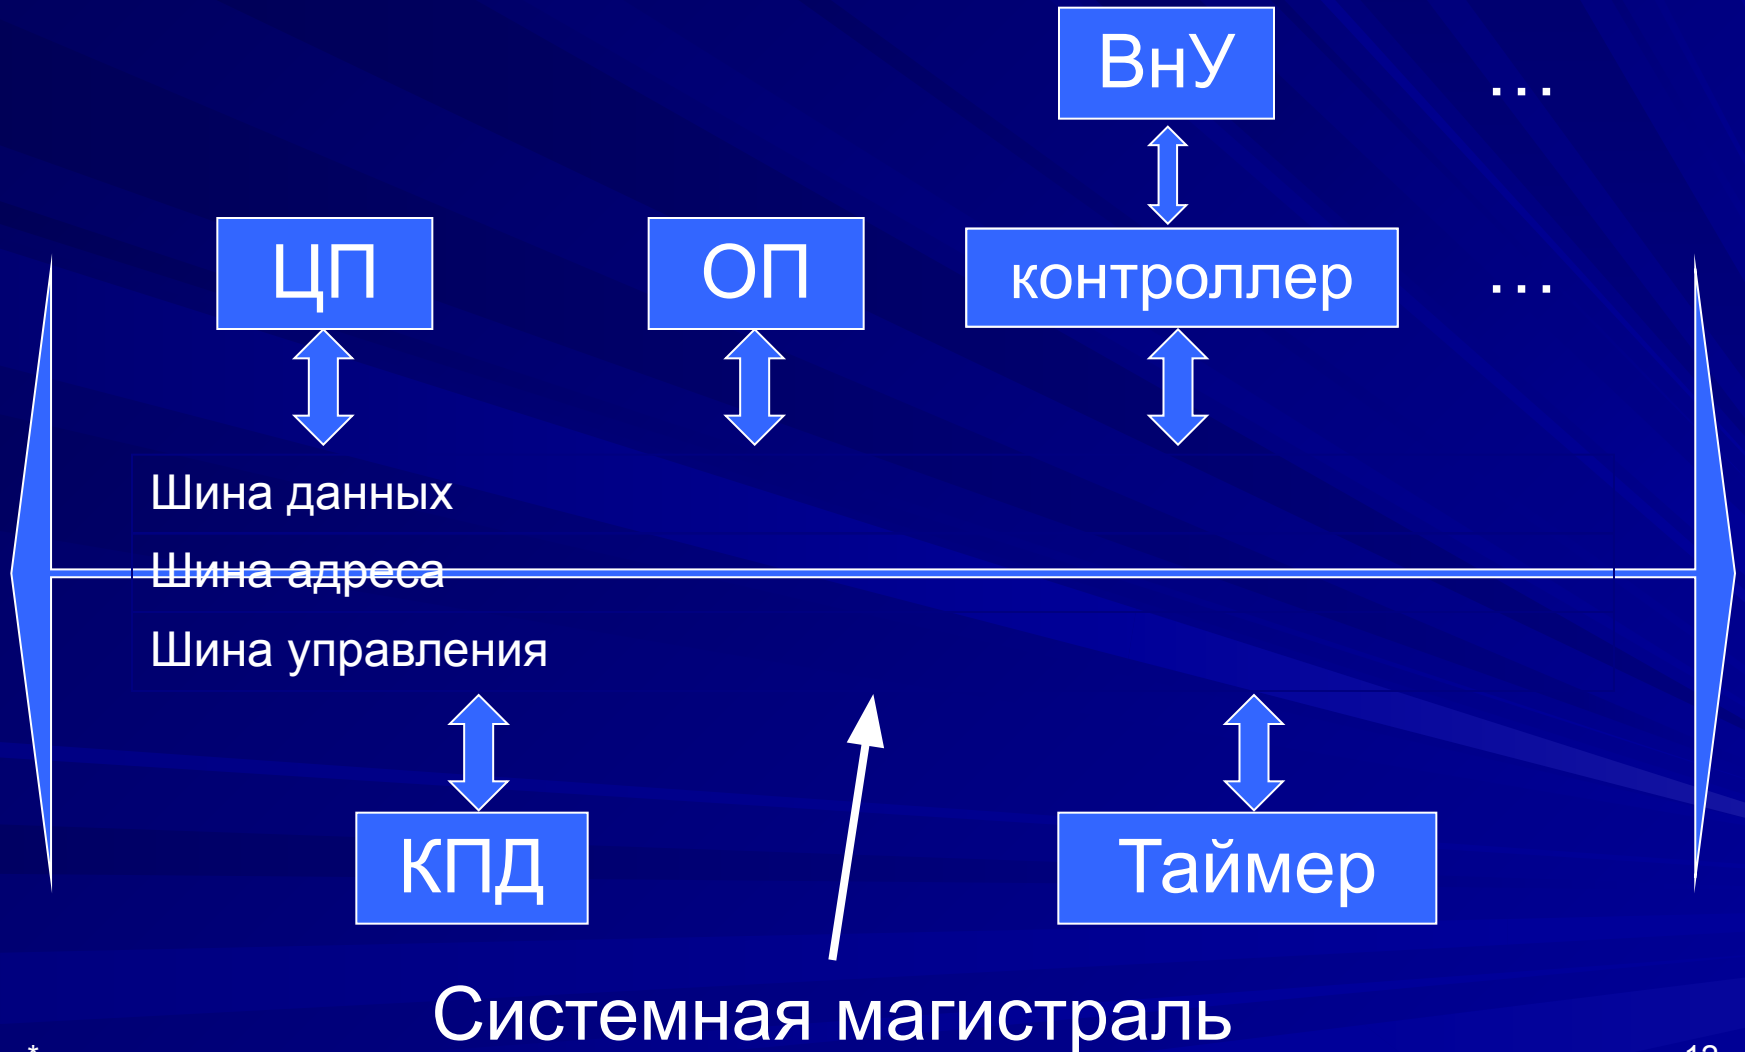 ВнУ
…
ЦП
ОП
контроллер
…
Шина данных
Шина адреса
Шина управления
КПД
Таймер
Системная магистраль
*